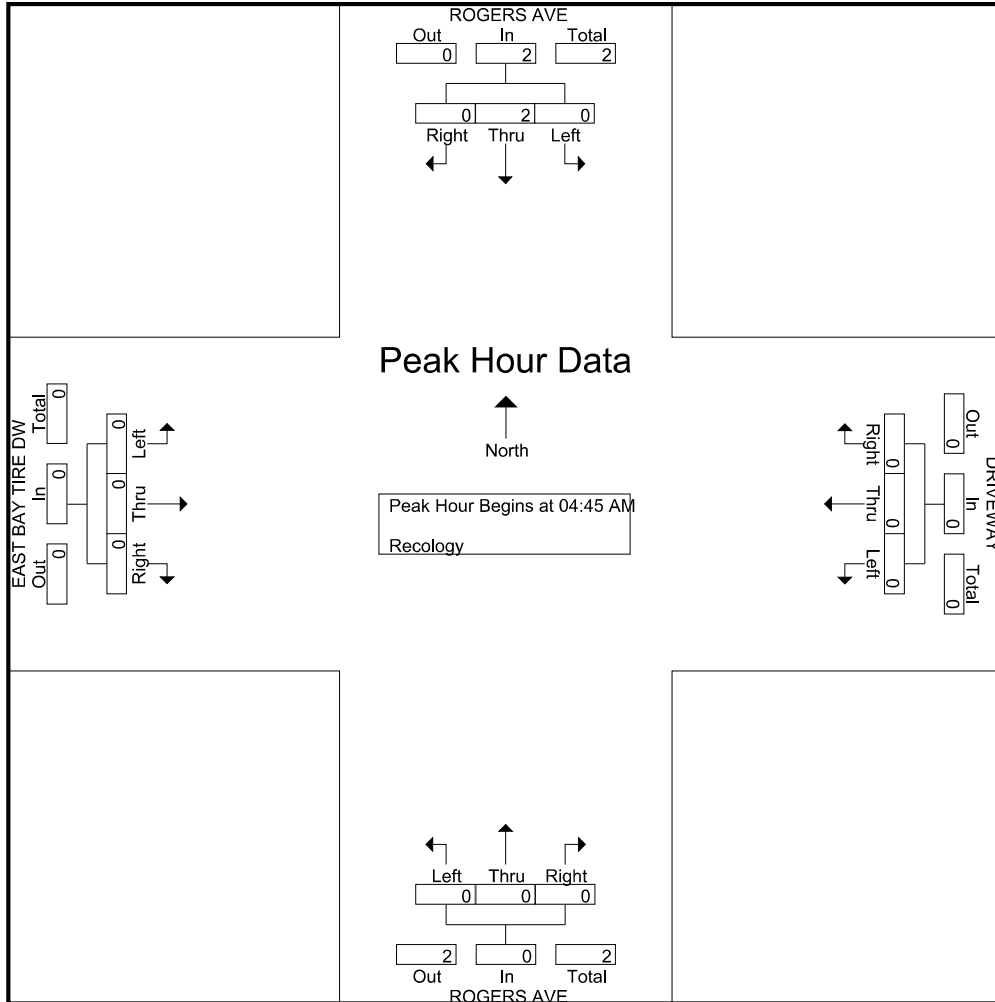 ROGERS AVE
Out In Total
0 2 2
0 2 0
Right Thru Left
Peak Hour Data
North
Peak Hour Begins at 04:45 AM
Recology
EAST BAY TIRE DW
Out In Total
0 0 0
0 0 0
Right Thru Left
DRIVEWAY
Out In Total
0 0 0
0 0 0
Right Thru Left
Left Thru Right
0 0 0
2 0 2
Out In Total
ROGERS AVE